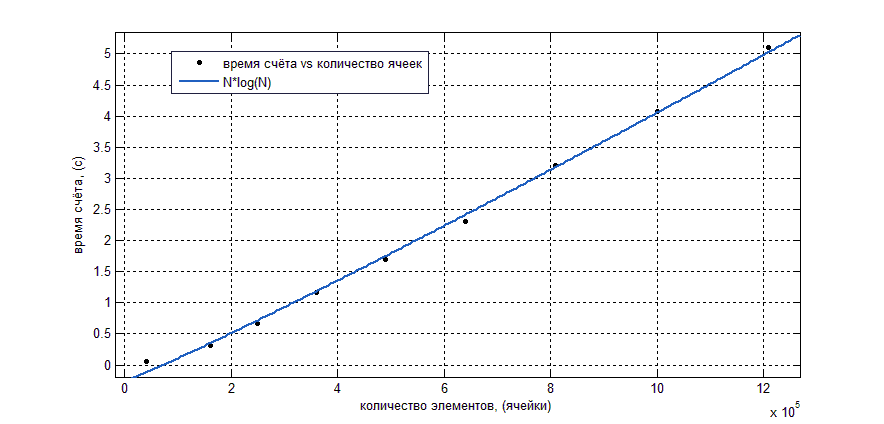 время счёта vs количество ячеек
N*log(N)
5
4.5
4
3.5
3
2.5
2
1.5
1
0.5
0
время счёта, (с)
0 2 4 6 8 10 12
количество элементов, (ячейки)
x 10^5